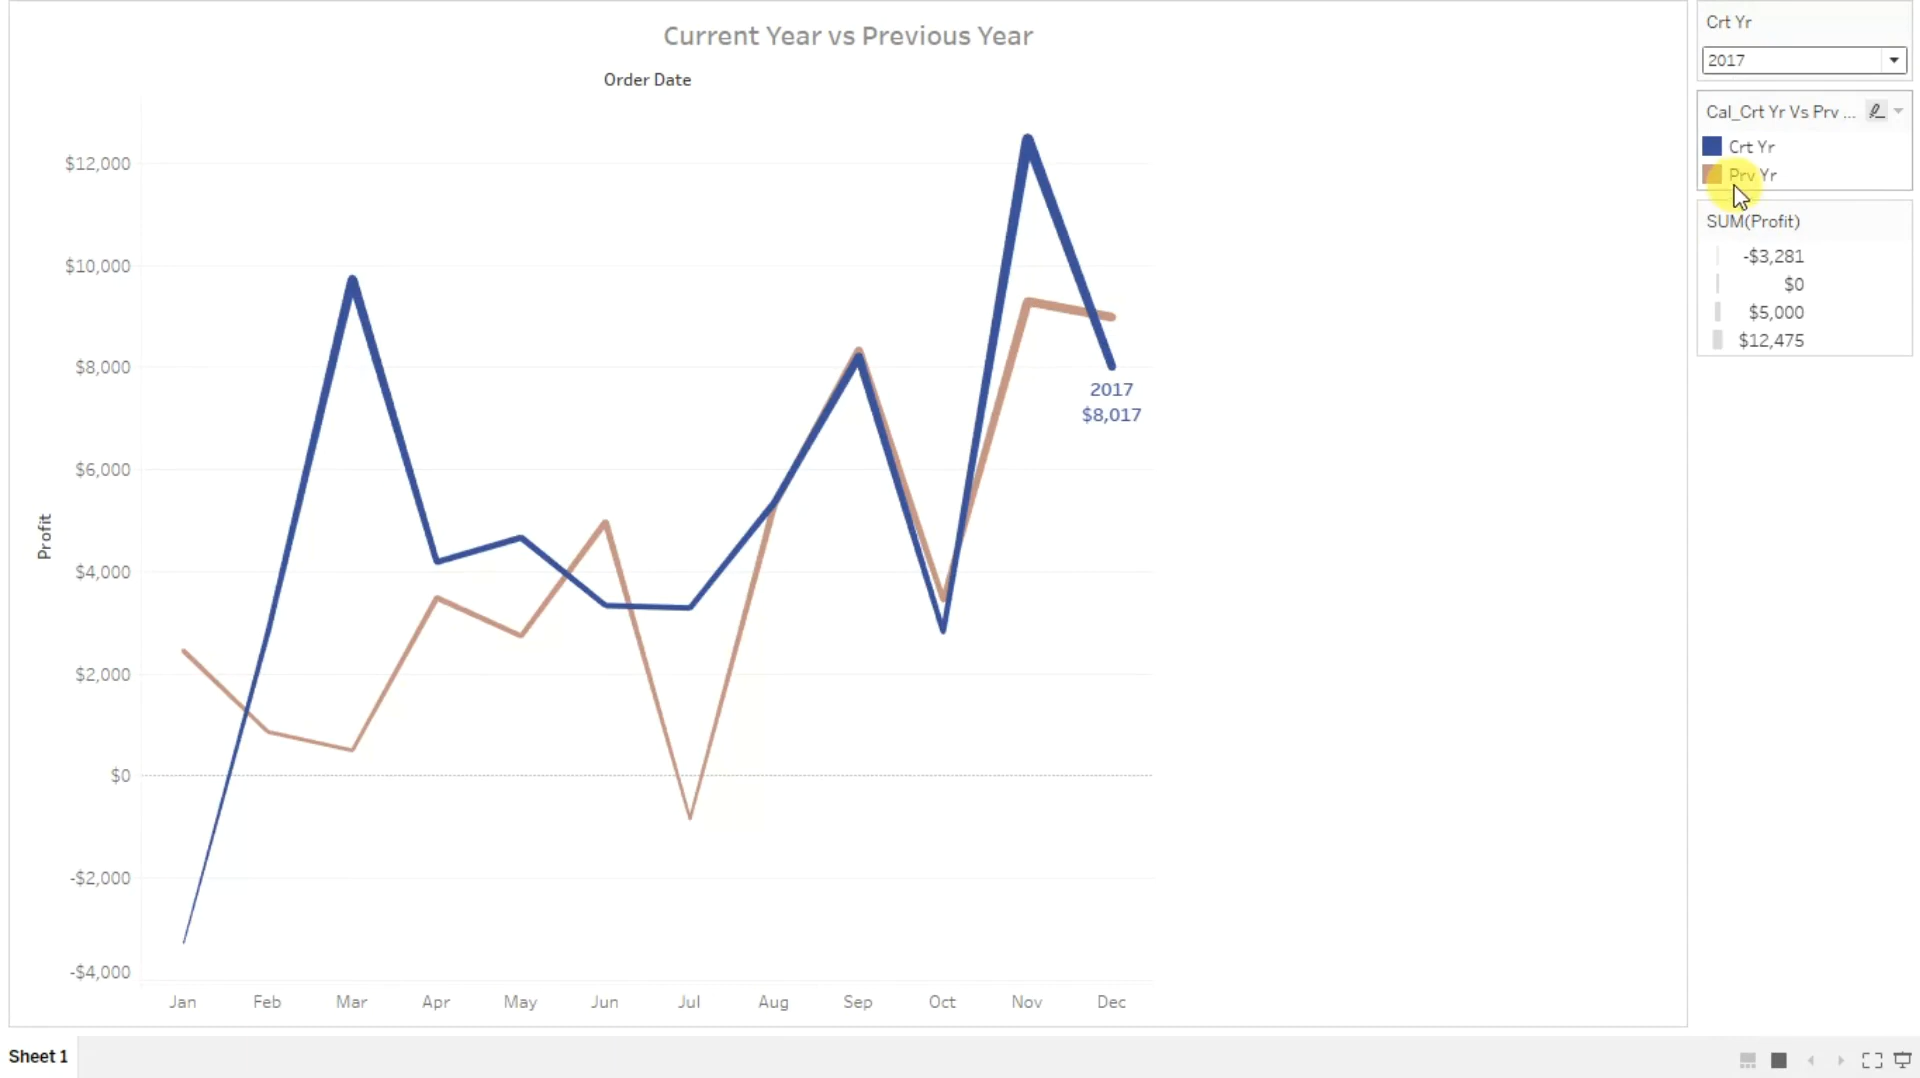 Current Year vs Previous Year
Order Date
$12,000
$10,000
$8,000
$6,000
$4,000
$2,000
$0
-$2,000
-$4,000
Profit
2017
$8,017
Jan Feb Mar Apr May Jun Jul Aug Sep Oct Nov Dec
Crt Yr
2017
Cal_Crt Yr Vs Prv ...
Crt Yr
Prv Yr
SUM(Profit)
-$3,281
$0
$5,000
$12,475
Sheet 1